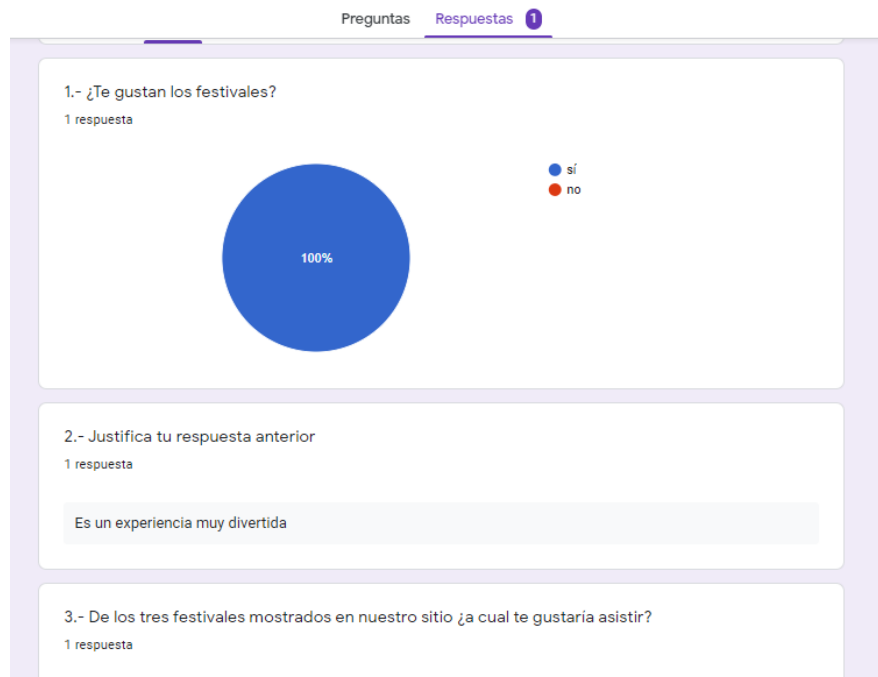 Preguntas Respuestas 1
1.- ¿Te gustan los festivales?
1 respuesta
sí
no
100%
2.- Justifica tu respuesta anterior
1 respuesta
Es un experiencia muy divertida
3.- De los tres festivales mostrados en nuestro sitio ¿a cual te gustaría asistir?
1 respuesta